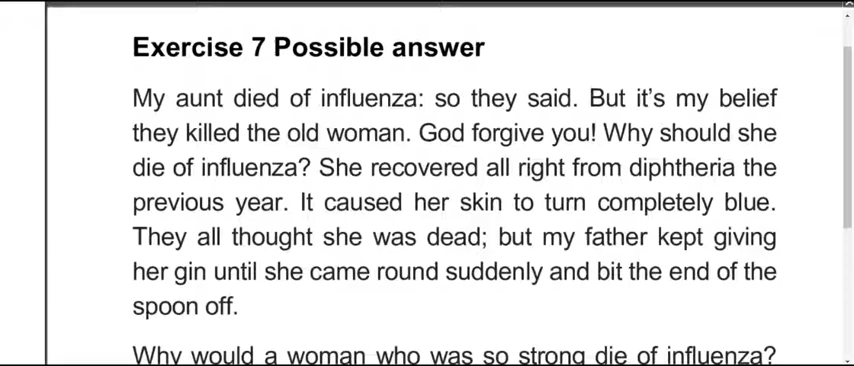 Exercise 7 Possible answer
My aunt died of influenza: so they said. But it's my belief
they killed the old woman. God forgive you! Why should she
die of influenza? She recovered all right from diphtheria the
previous year. It caused her skin to turn completely blue.
They all thought she was dead; but my father kept giving
her gin until she came round suddenly and bit the end of the
spoon off.
Why would a woman who was so strong die of influenza?